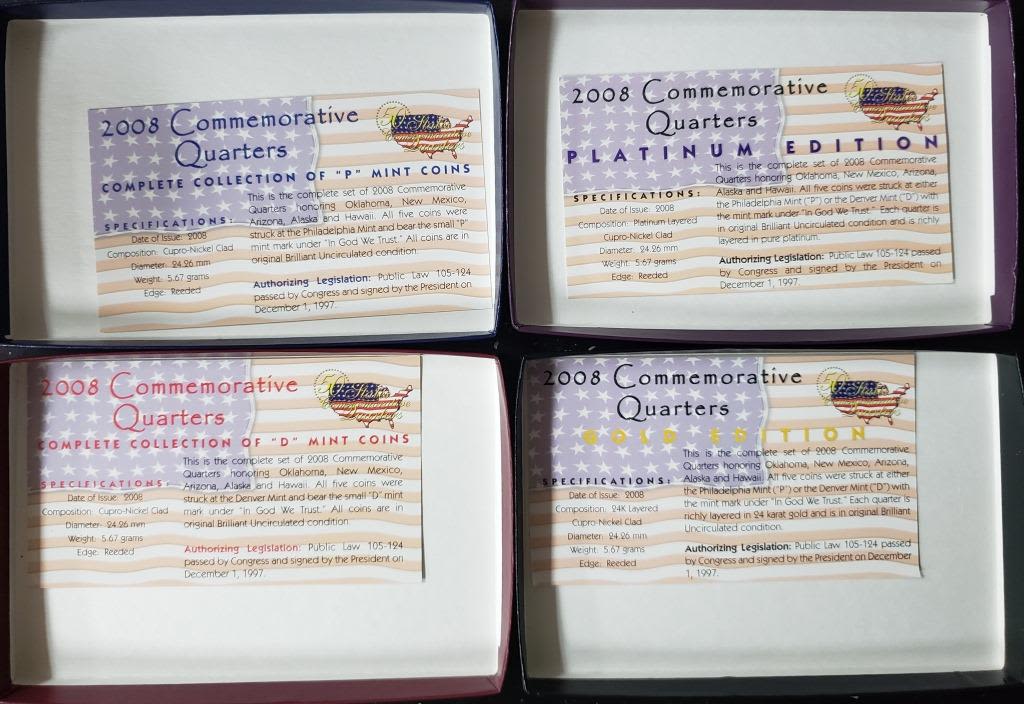 2008 Commemorative
Quarters
COMPLETE COLLECTION OF "P" MINT COINS
SPECIFICATIONS:
Date of Issue: 2008
Composition: Cupro-Nickel Clad
Diameter: 24.26 mm
Weight: 5.67 grams
Edge: Reeded
This is the complete set of 2008 Commemorative
Quarters honoring Oklahoma, New Mexico,
Arizona, Alaska and Hawaii. All five coins were
struck at the Philadelphia Mint and bear the small "P"
mint mark under "In God We Trust." All coins are in
original Brilliant Uncirculated condition.
Authorizing Legislation: Public Law 105-124
passed by Congress and signed by the President on
December 1, 1997.
2008 Commemorative
Quarters
PLATINUM EDITION
SPECIFICATIONS:
Date of Issue: 2008
Composition: Platinum Layered
Cupro-Nickel Clad
Diameter: 24.26 mm
Weight: 5.67 grams
Edge: Reeded
This is the complete set of 2008 Commemorative
Quarters honoring Oklahoma, New Mexico, Arizona,
Alaska and Hawaii. All five coins were struck at either
the Philadelphia Mint ("P") or the Denver Mint ("D") with
the mint mark under "In God We Trust." Each quarter is
in original Brilliant Uncirculated condition and is richly
layered in pure platinum.
Authorizing Legislation: Public Law 105-124 passed
by Congress and signed by the President on
December 1, 1997.
2008 Commemorative
Quarters
COMPLETE COLLECTION OF "D" MINT COINS
SPECIFICATIONS:
Date of Issue: 2008
Composition: Cupro-Nickel Clad
Diameter: 24.26 mm
Weight: 5.67 grams
Edge: Reeded
This is the complete set of 2008 Commemorative
Quarters honoring Oklahoma, New Mexico,
Arizona, Alaska and Hawaii. All five coins were
struck at the Denver Mint and bear the small "D" mint
mark under "In God We Trust." All coins are in
original Brilliant Uncirculated condition.
Authorizing Legislation: Public Law 105-124
passed by Congress and signed by the President on
December 1, 1997.
2008 Commemorative
Quarters
GOLD EDITION
SPECIFICATIONS:
Date of Issue: 2008
Composition: 24K Layered
Cupro-Nickel Clad
Diameter: 24.26 mm
Weight: 5.67 grams
Edge: Reeded
This is the complete set of 2008 Commemorative
Quarters honoring Oklahoma, New Mexico, Arizona,
Alaska and Hawaii. All five coins were struck at either
the Philadelphia Mint ("P") or the Denver Mint ("D") with
the mint mark under "In God We Trust." Each quarter is
richly layered in 24 karat gold and is in original Brilliant
Uncirculated condition.
Authorizing Legislation: Public Law 105-124 passed
by Congress and signed by the President on December
1, 1997.